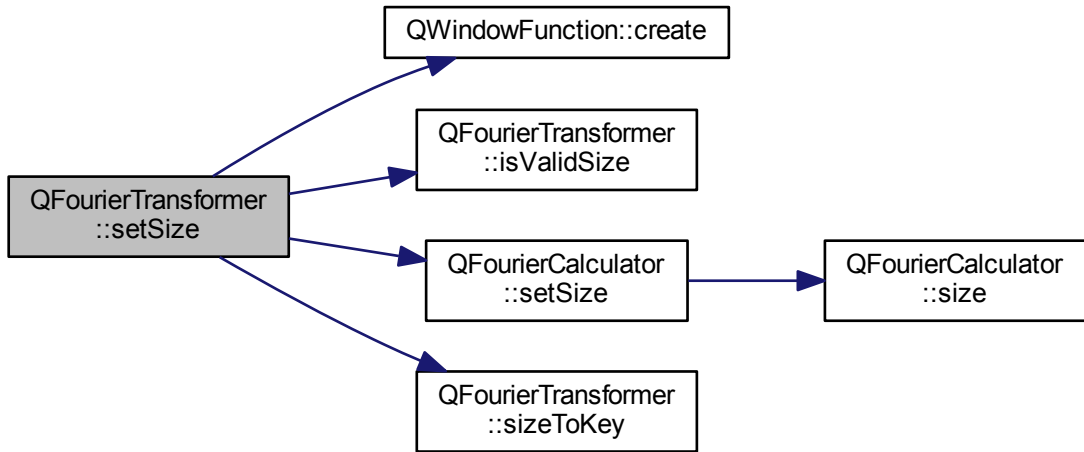 QWindowFunction::create
QFourierTransformer
::isValidSize
QFourierTransformer
::setSize
QFourierCalculator
::setSize
QFourierCalculator
::size
QFourierTransformer
::sizeToKey